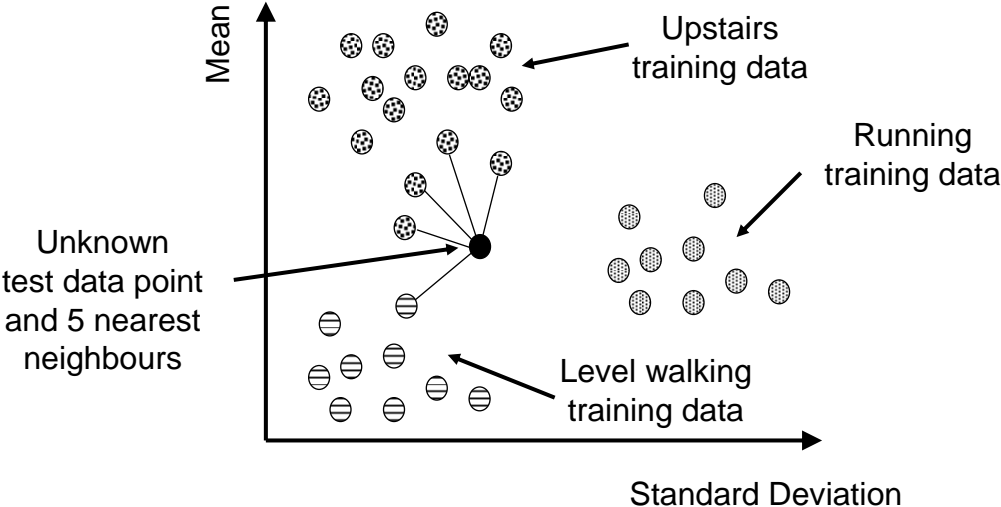 Mean
Upstairs
training data
Running
training data
Unknown
test data point
and 5 nearest
neighbours
Level walking
training data
Standard Deviation